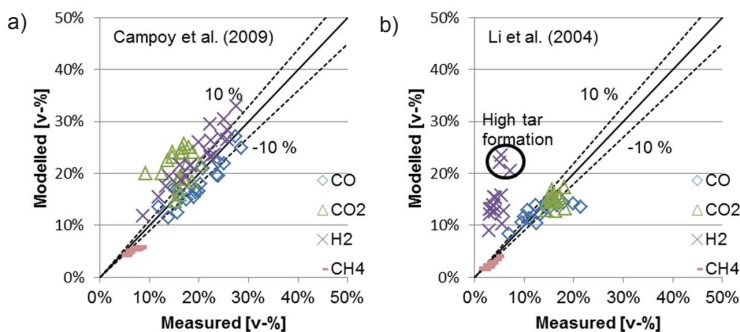 a)
Campoy et al. (2009)
Modelled [v-%]
50%
40%
30%
20%
10%
0%
10 %
-10 %
CO
CO2
H2
CH4
0% 10% 20% 30% 40% 50%
Measured [v-%]
b)
Li et al. (2004)
Modelled [v-%]
50%
40%
30%
20%
10%
0%
10 %
High tar
formation
-10 %
CO
CO2
H2
CH4
0% 10% 20% 30% 40% 50%
Measured [v-%]